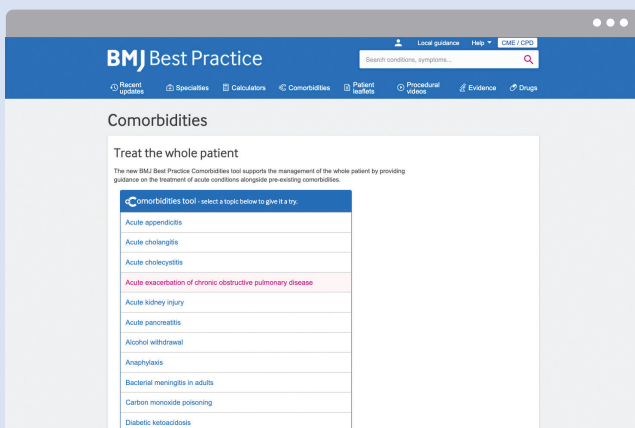 Local guidance Help CME / CPD
BMJ Best Practice
Search conditions, symptoms...
Recent updates
Specialties
Calculators
Comorbidities
Patient leaflets
Procedural videos
Evidence
Drugs
Comorbidities
Treat the whole patient
The new BMJ Best Practice Comorbidities tool supports the management of the whole patient by providing
guidance on the treatment of acute conditions alongside pre-existing comorbidities.
Comorbidities tool - select a topic below to give it a try.
Acute appendicitis
Acute cholangitis
Acute cholecystitis
Acute exacerbation of chronic obstructive pulmonary disease
Acute kidney injury
Acute pancreatitis
Alcohol withdrawal
Anaphylaxis
Bacterial meningitis in adults
Carbon monoxide poisoning
Diabetic ketoacidosis